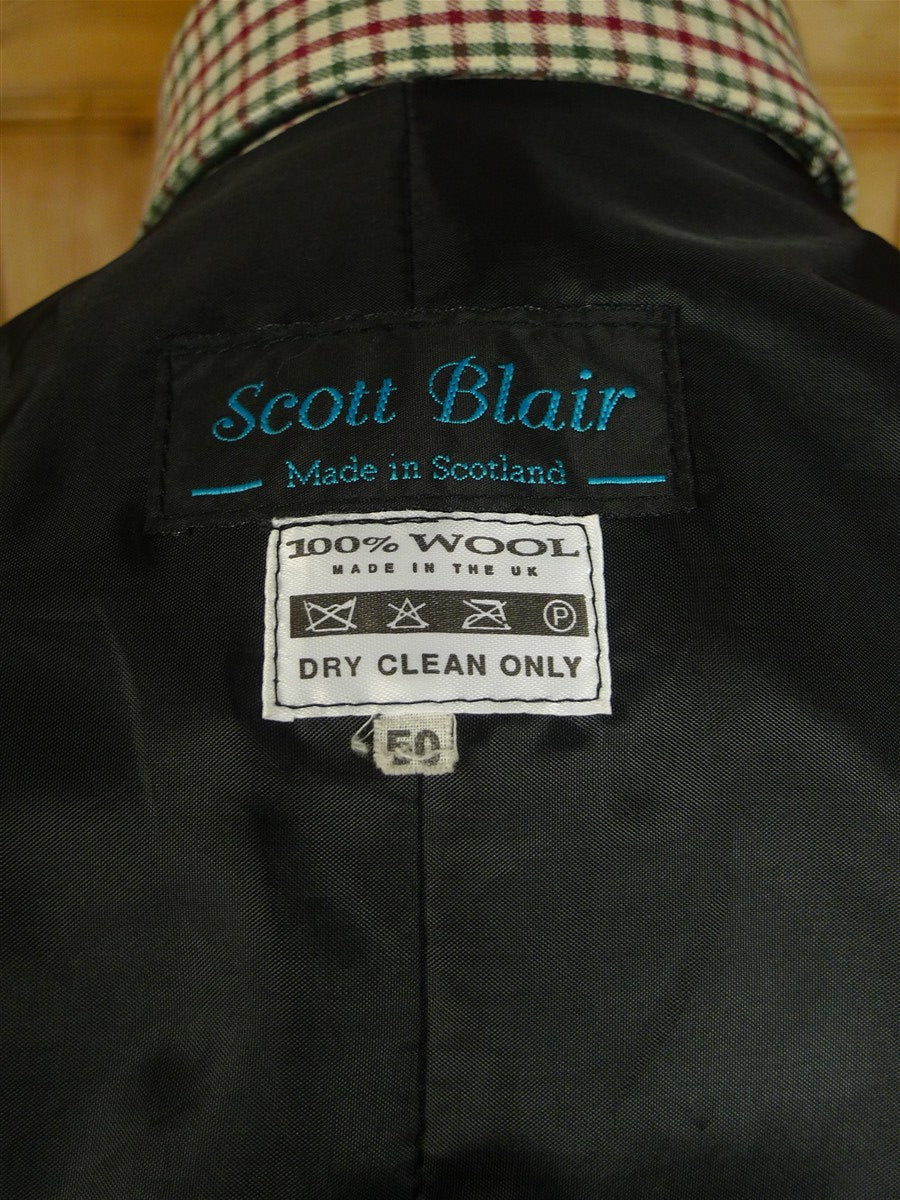 Scott Blair
Made in Scotland
100% WOOL
MADE IN THE UK
P
DRY CLEAN ONLY
50